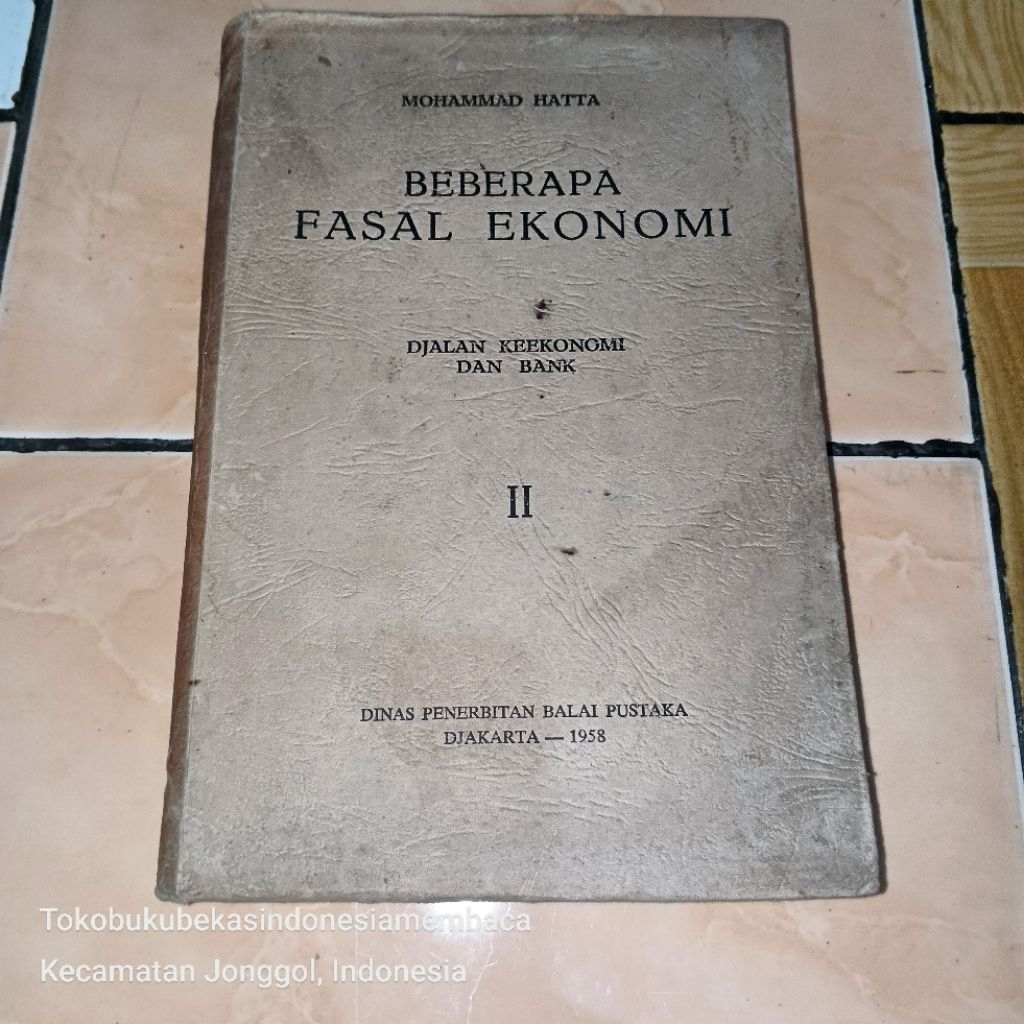 MOHAMMAD HATTA
BEBERAPA
FASAL EKONOMI
DJALAN KEEKONOMI
DAN BANK
II
DINAS PENERBITAN BALAI PUSTAKA
DJAKARTA — 1958
Tokobukubekasindonesiamembaca
Kecamatan Jonggol, Indonesia